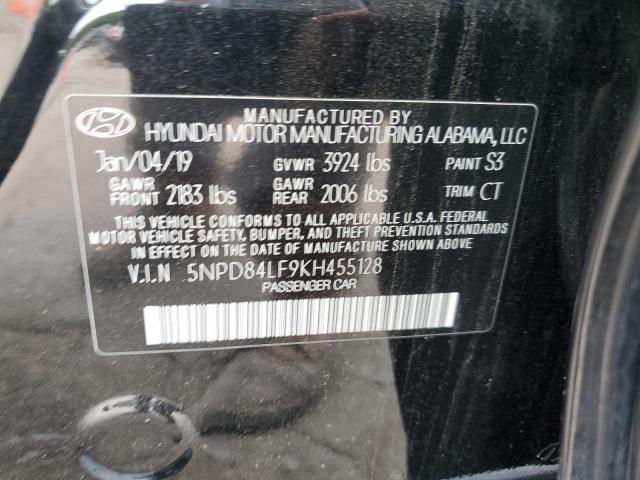 MANUFACTURED BY
HYUNDAI MOTOR MANUFACTURING ALABAMA, LLC
Jan/04/19 GVWR 3924 lbs PAINT S3
GAWR FRONT 2183 lbs GAWR REAR 2006 lbs TRIM CT
THIS VEHICLE CONFORMS TO ALL APPLICABLE U.S.A. FEDERAL
MOTOR VEHICLE SAFETY, BUMPER, AND THEFT PREVENTION STANDARDS
IN EFFECT ON THE DATE OF MANUFACTURE SHOWN ABOVE.
V.I.N 5NPD84LF9KH455128
PASSENGER CAR